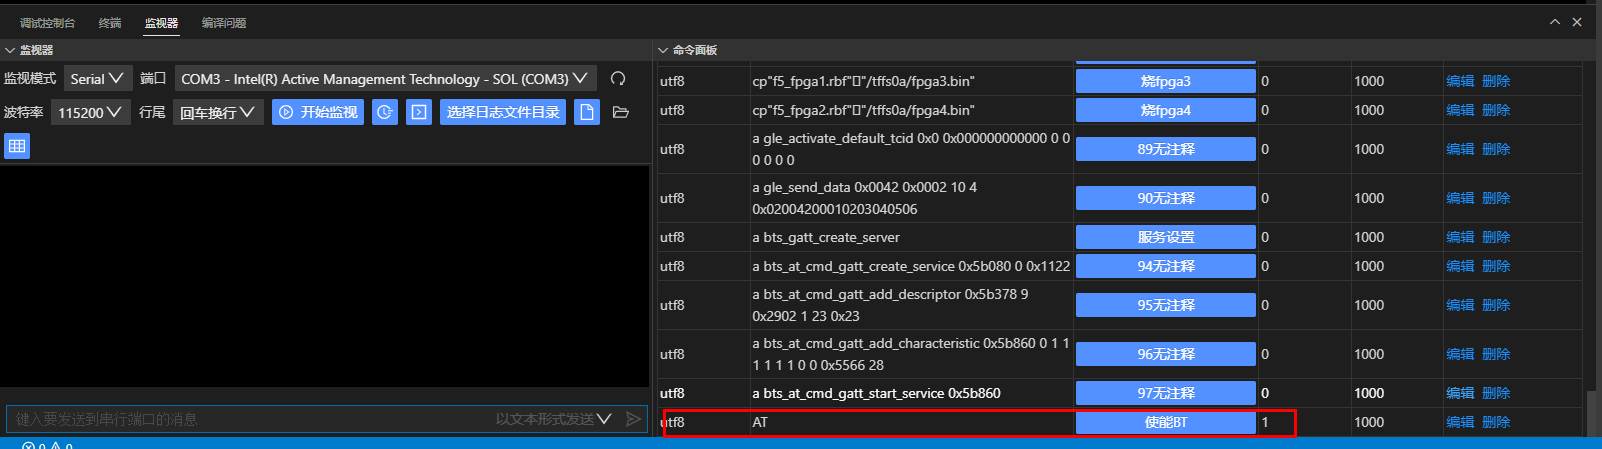 调试控制台 终端 监视器 编译问题
监视器
监视模式 Serial 端口 COM3 - Intel(R) Active Management Technology - SOL (COM3)
波特率 115200 行尾 回车换行 开始监视 选择日志文件目录
键入要发送到串行端口的消息 以文本形式发送
0 0
命令面板
utf8 cp"f5_fpga1.rbf"▯"/tffs0a/fpga3.bin" 烧fpga3 0 1000 编辑 删除
utf8 cp"f5_fpga2.rbf"▯"/tffs0a/fpga4.bin" 烧fpga4 0 1000 编辑 删除
utf8 a gle_activate_default_tcid 0x0 0x000000000000 0 0 89无注释 0 1000 编辑 删除
0 0 0 0
utf8 a gle_send_data 0x0042 0x0002 10 4 90无注释 0 1000 编辑 删除
0x02004200010203040506
utf8 a bts_gatt_create_server 服务设置 0 1000 编辑 删除
utf8 a bts_at_cmd_gatt_create_service 0x5b080 0 0x1122 94无注释 0 1000 编辑 删除
utf8 a bts_at_cmd_gatt_add_descriptor 0x5b378 9 95无注释 0 1000 编辑 删除
0x2902 1 23 0x23
utf8 a bts_at_cmd_gatt_add_characteristic 0x5b860 0 1 1 96无注释 0 1000 编辑 删除
1 1 1 1 0 0 0x5566 28
utf8 a bts_at_cmd_gatt_start_service 0x5b860 97无注释 0 1000 编辑 删除
utf8 AT 使能BT 1 1000 编辑 删除